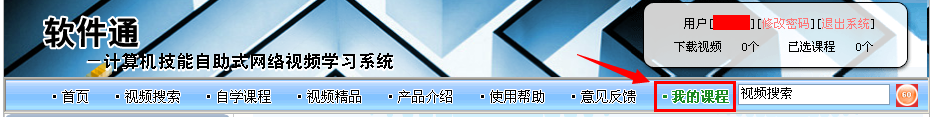 软件通
用户[ ][修改密码][退出系统]
下载视频 0个 已选课程 0个
—计算机技能自助式网络视频学习系统
· 首页 · 视频搜索 · 自学课程 · 视频精品 · 产品介绍 · 使用帮助 · 意见反馈 · 我的课程 视频搜索 GO